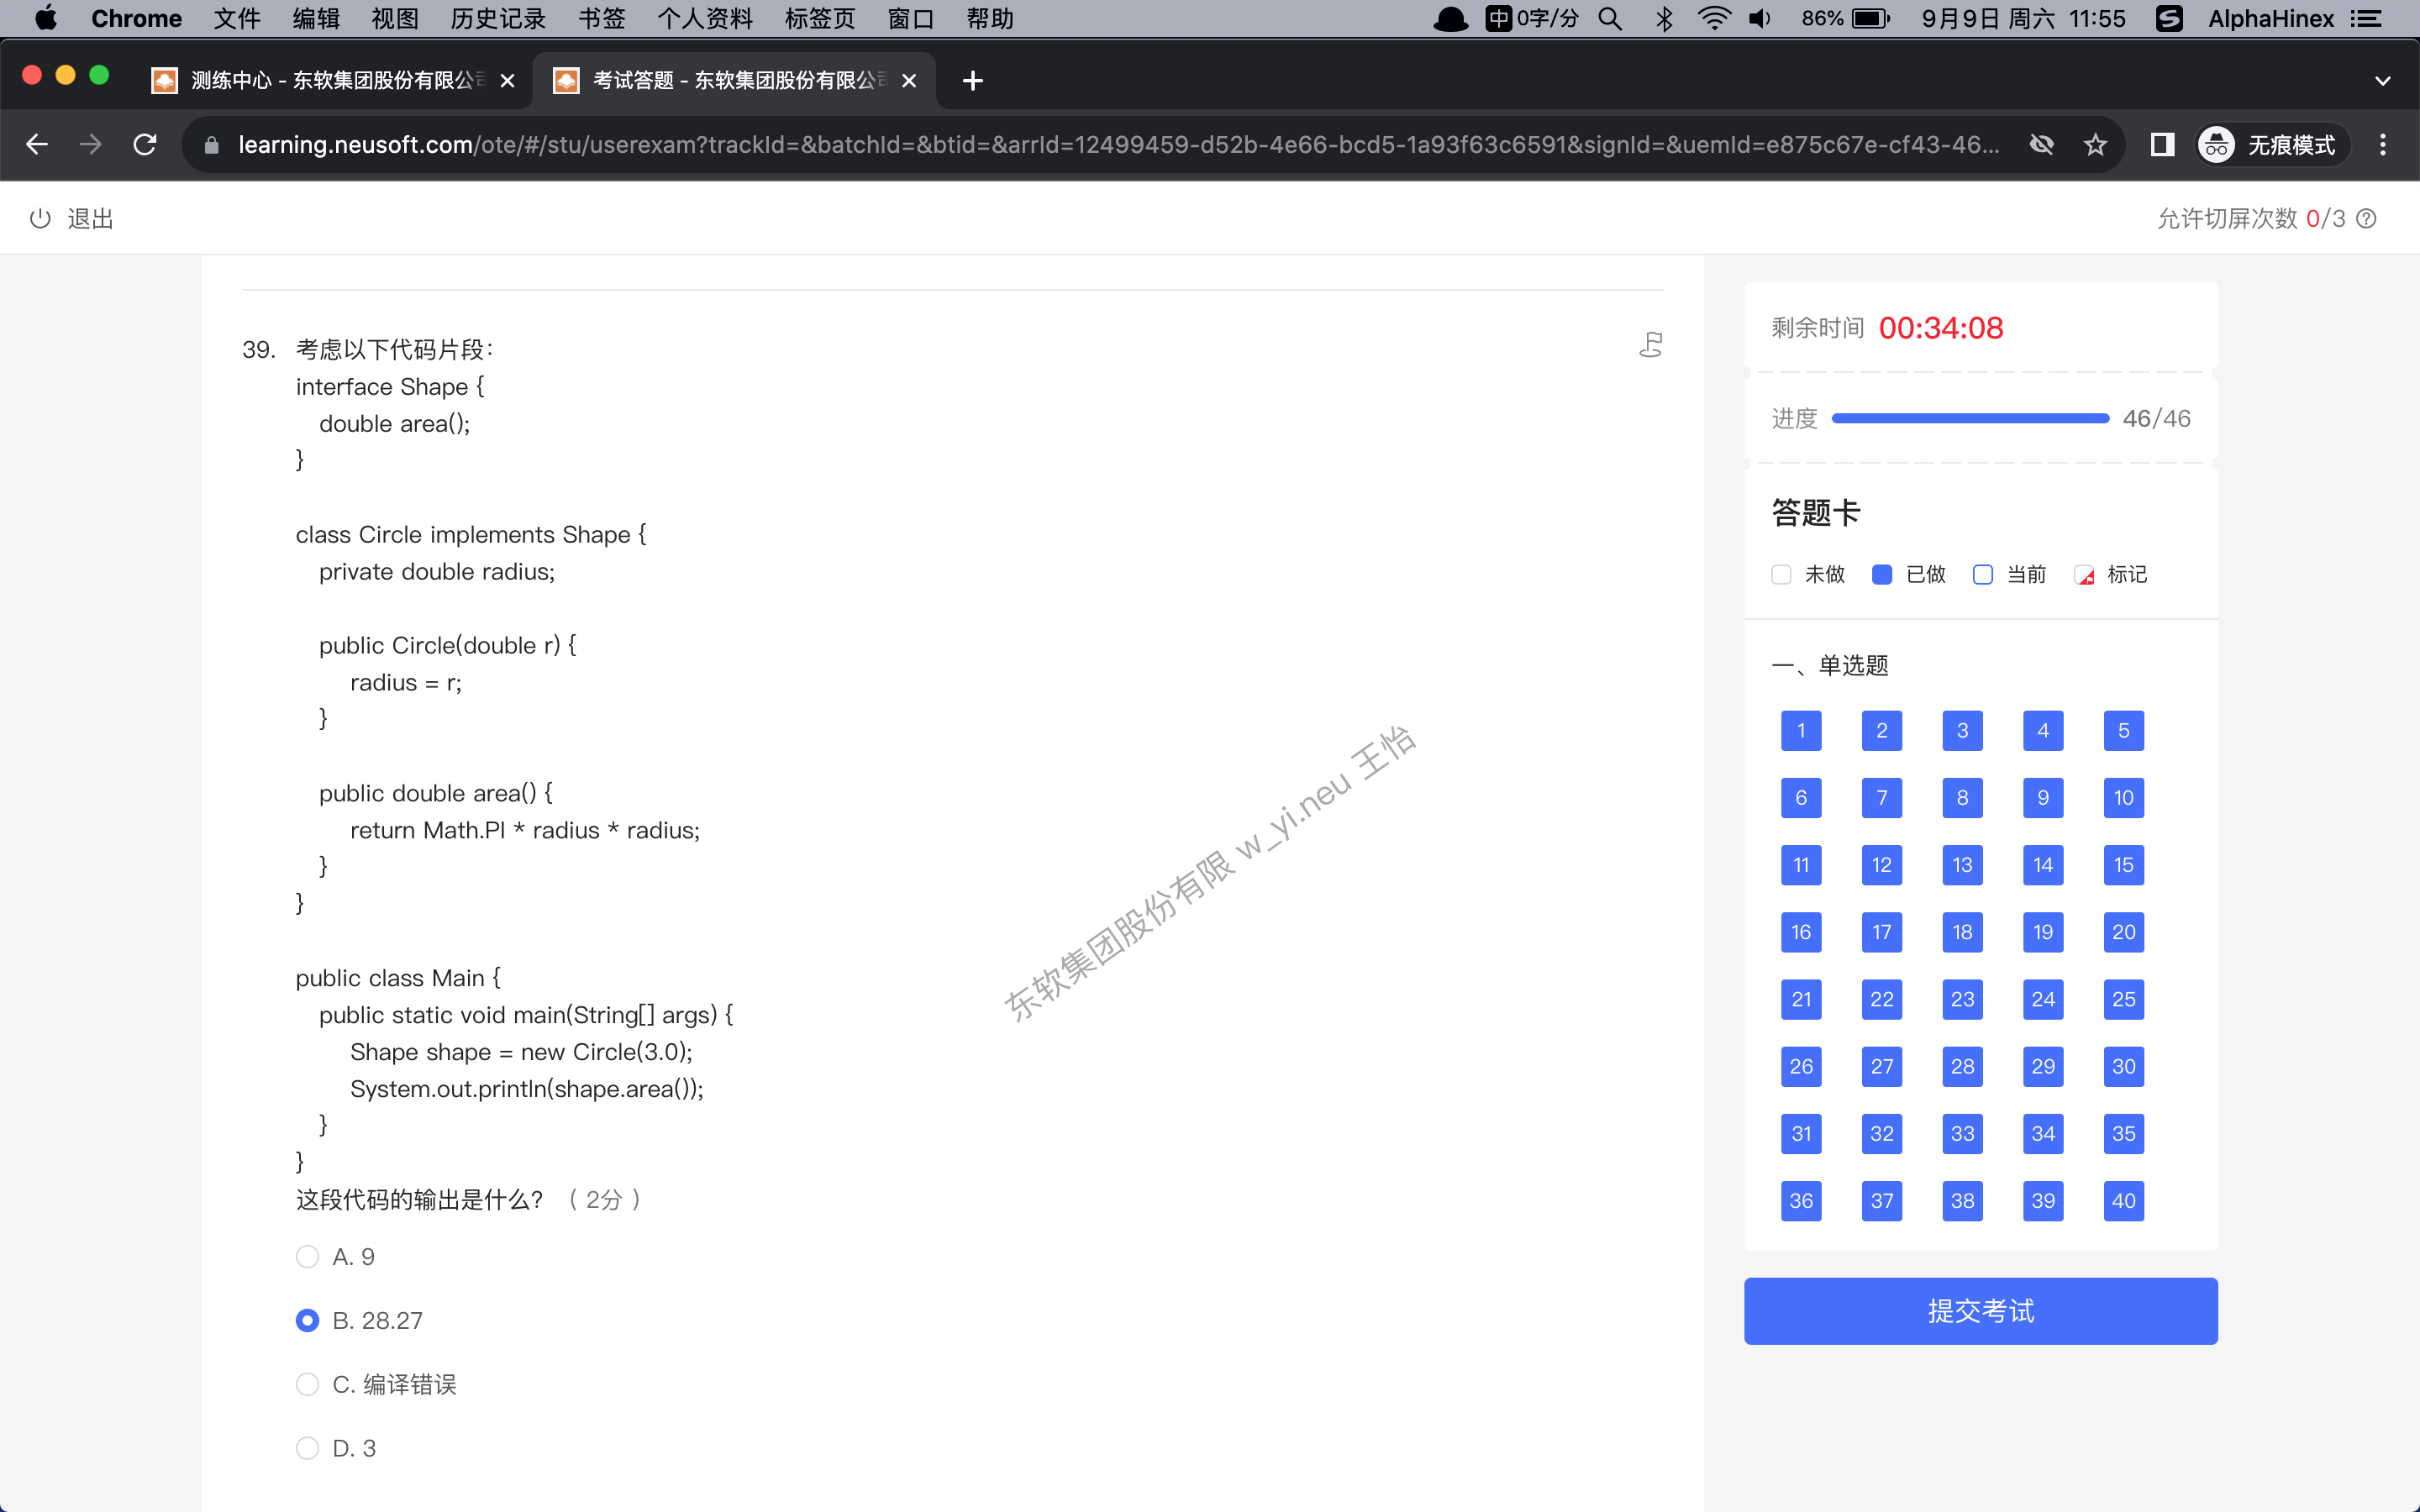 Chrome 文件 编辑 视图 历史记录 书签 个人资料 标签页 窗口 帮助 中 0字/分 86% 9月9日 周六 11:55 AlphaHinex
测练中心 - 东软集团股份有限公司 考试答题 - 东软集团股份有限公司
learning.neusoft.com/ote/#/stu/userexam?trackId=&batchId=&btid=&arrId=12499459-d52b-4e66-bcd5-1a93f63c6591&signId=&uemId=e875c67e-cf43-46... 无痕模式
退出 允许切屏次数 0/3
39. 考虑以下代码片段：
interface Shape {
double area();
}
class Circle implements Shape {
private double radius;
public Circle(double r) {
radius = r;
}
public double area() {
return Math.PI * radius * radius;
}
}
public class Main {
public static void main(String[] args) {
Shape shape = new Circle(3.0);
System.out.println(shape.area());
}
}
这段代码的输出是什么? （ 2分 ）
A. 9
B. 28.27
C. 编译错误
D. 3
东软集团股份有限 w_yi.neu 王怡
剩余时间 00:34:08
进度 46/46
答题卡
未做 已做 当前 标记
一、单选题
1 2 3 4 5
6 7 8 9 10
11 12 13 14 15
16 17 18 19 20
21 22 23 24 25
26 27 28 29 30
31 32 33 34 35
36 37 38 39 40
提交考试